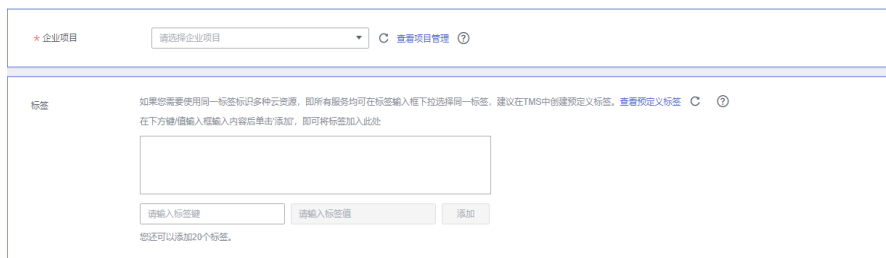 * 企业项目 请选择企业项目 查看项目管理 ?
标签 如果您需要使用同一标签标识多种云资源，即所有服务均可在标签输入框下拉选择同一标签，建议在TMS中创建预定义标签。查看预定义标签 ?
在下方键/值输入框输入内容后单击'添加'，即可将标签加入此处
请输入标签键 请输入标签值 添加
您还可以添加20个标签。